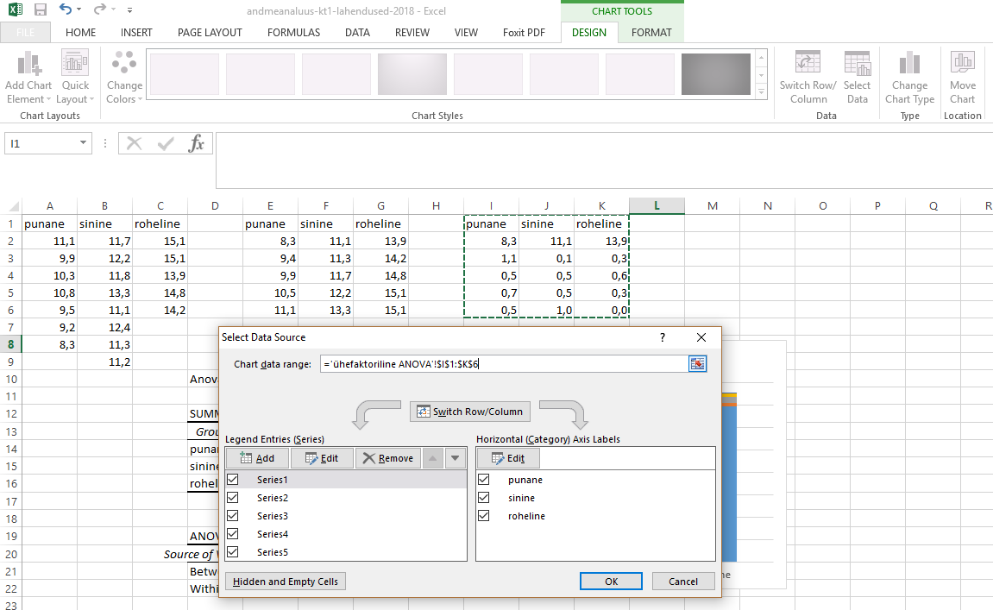 andmeanaluus-kt1-lahendused-2018 - Excel
CHART TOOLS
FILE HOME INSERT PAGE LAYOUT FORMULAS DATA REVIEW VIEW Foxit PDF DESIGN FORMAT
Add Chart Element Quick Layout Change Colors Switch Row/ Column Select Data Change Chart Type Move Chart
Chart Layouts Chart Styles Data Type Location
I1 fx
A B C D E F G H I J K L M N O P Q R
1 punane sinine roheline punane sinine roheline punane sinine roheline
2 11,1 11,7 15,1 8,3 11,1 13,9 8,3 11,1 13,9
3 9,9 12,2 15,1 9,4 11,3 14,2 1,1 0,1 0,3
4 10,3 11,8 13,9 9,9 11,7 14,8 0,5 0,5 0,6
5 10,8 13,3 14,8 10,5 12,2 15,1 0,7 0,5 0,3
6 9,5 11,1 14,2 11,1 13,3 15,1 0,5 1,0 0,0
7 9,2 12,4
8 8,3 11,3
9 11,2
10 Anov
11
12 SUMM
13 Grou
14 punan
15 sinine
16 rohel
17
18
19 ANOV
20 Source of V
21 Betw
22 Withi
23
Select Data Source ? X
Chart data range: ='ühefaktoriline ANOVA'!$I$1:$K$6
Switch Row/Column
Legend Entries (Series)
Add Edit Remove
Series1
Series2
Series3
Series4
Series5
Horizontal (Category) Axis Labels
Edit
punane
sinine
roheline
Hidden and Empty Cells OK Cancel
ne